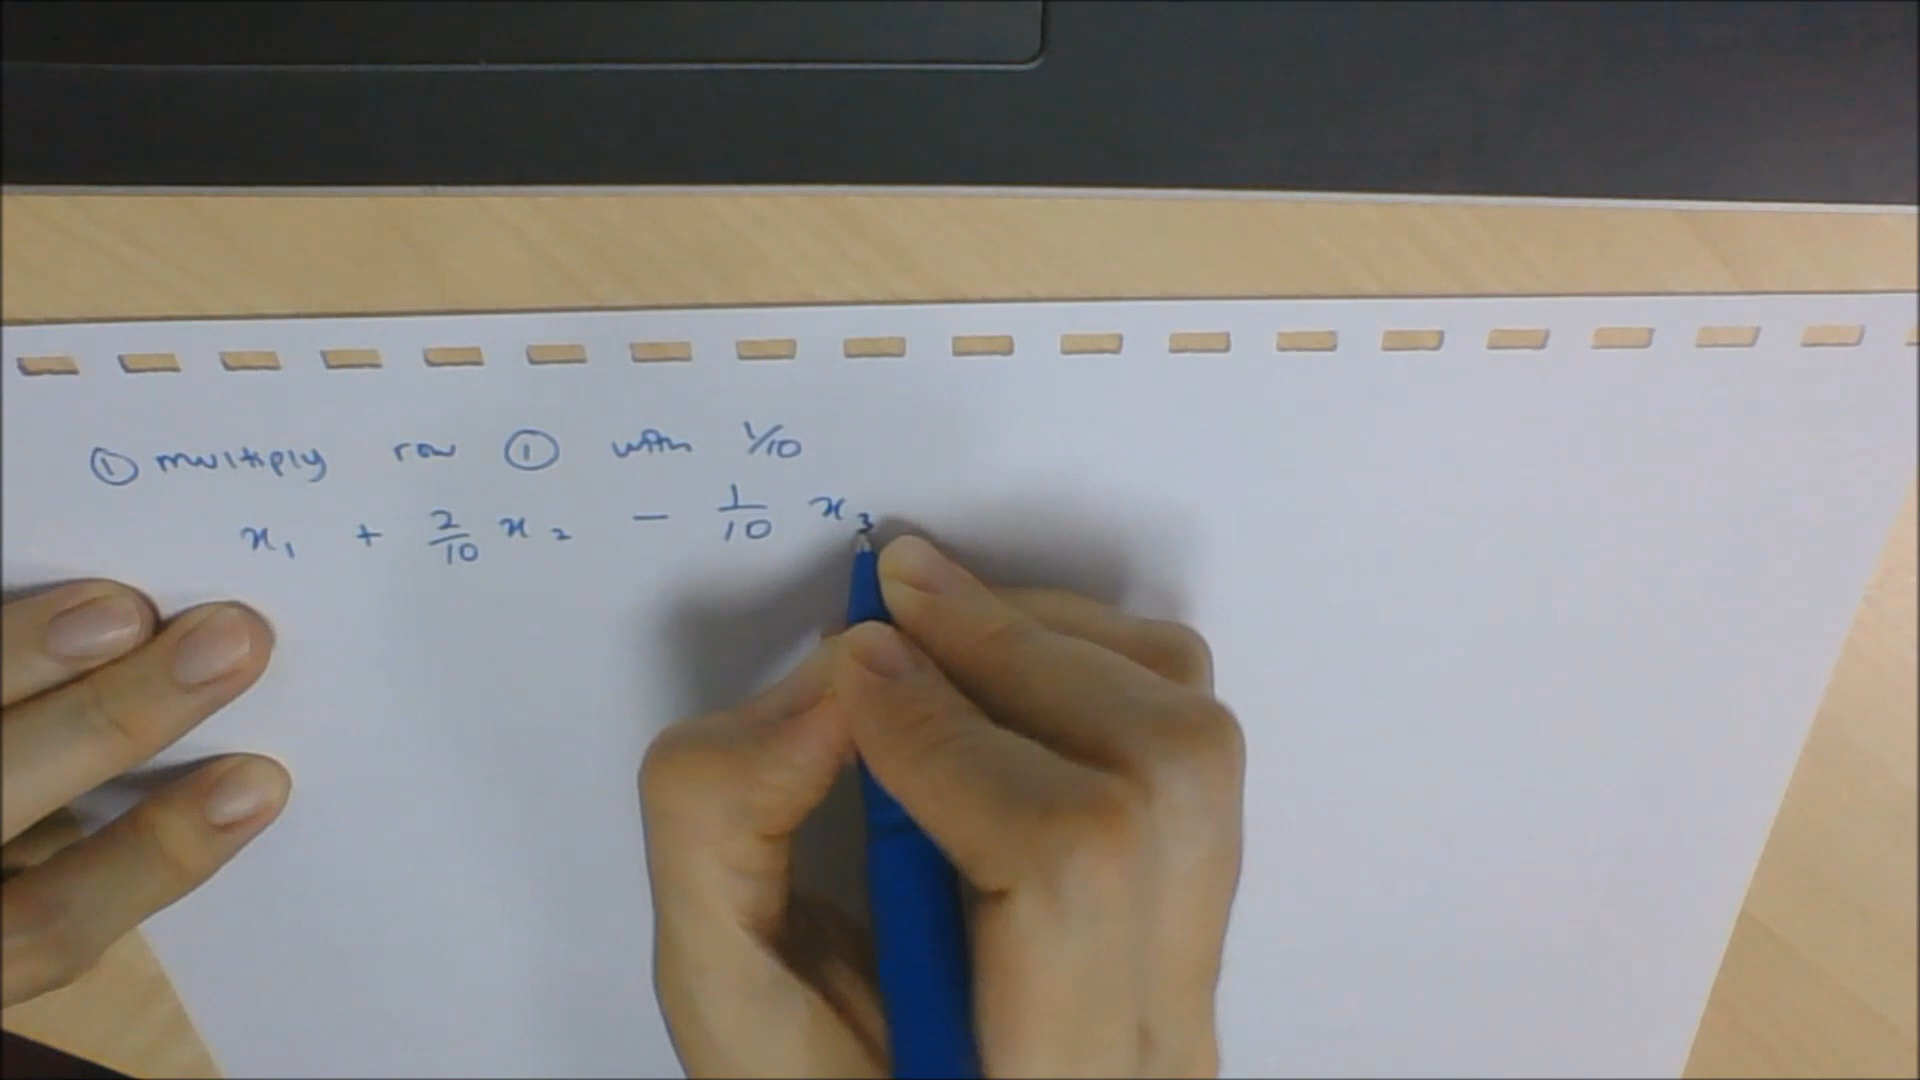 ① multiply row ① with 1/10
x₁ + 2/10 x₂ - 1/10 x₃